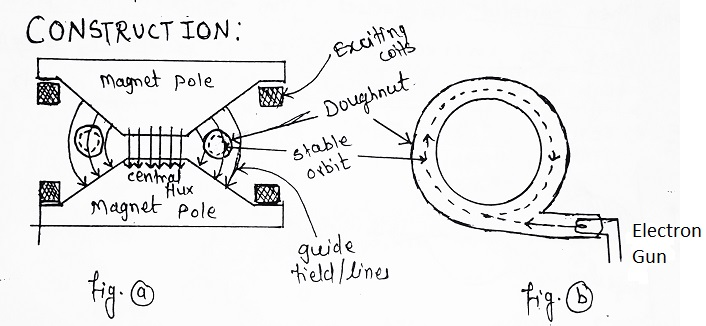 CONSTRUCTION:
Exciting
coils
Magnet pole
Doughnut
stable
orbit
central
flux
Magnet pole
guide
field/lines
Electron
Gun
Fig. a
Fig. b